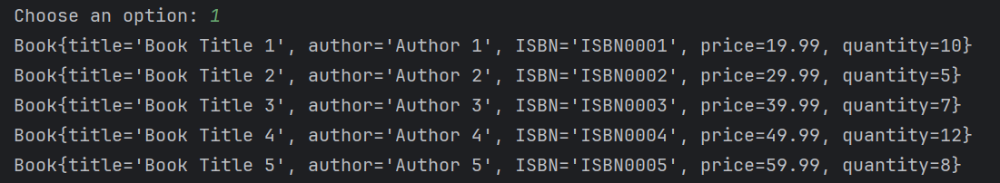 Choose an option: 1
Book{title='Book Title 1', author='Author 1', ISBN='ISBN0001', price=19.99, quantity=10}
Book{title='Book Title 2', author='Author 2', ISBN='ISBN0002', price=29.99, quantity=5}
Book{title='Book Title 3', author='Author 3', ISBN='ISBN0003', price=39.99, quantity=7}
Book{title='Book Title 4', author='Author 4', ISBN='ISBN0004', price=49.99, quantity=12}
Book{title='Book Title 5', author='Author 5', ISBN='ISBN0005', price=59.99, quantity=8}